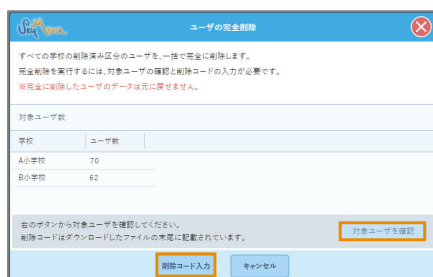 SkyMenu
ユーザの完全削除
すべての学校の削除済み区分のユーザを、一括で完全に削除します。
完全削除を実行するには、対象ユーザの確認と削除コードの入力が必要です。
※完全に削除したユーザのデータは元に戻せません。
対象ユーザ数
学校 ユーザ数
A小学校 70
B小学校 62
右のボタンから対象ユーザを確認してください。
削除コードはダウンロードしたファイルの末尾に記載されています。
対象ユーザを確認
削除コード入力 キャンセル